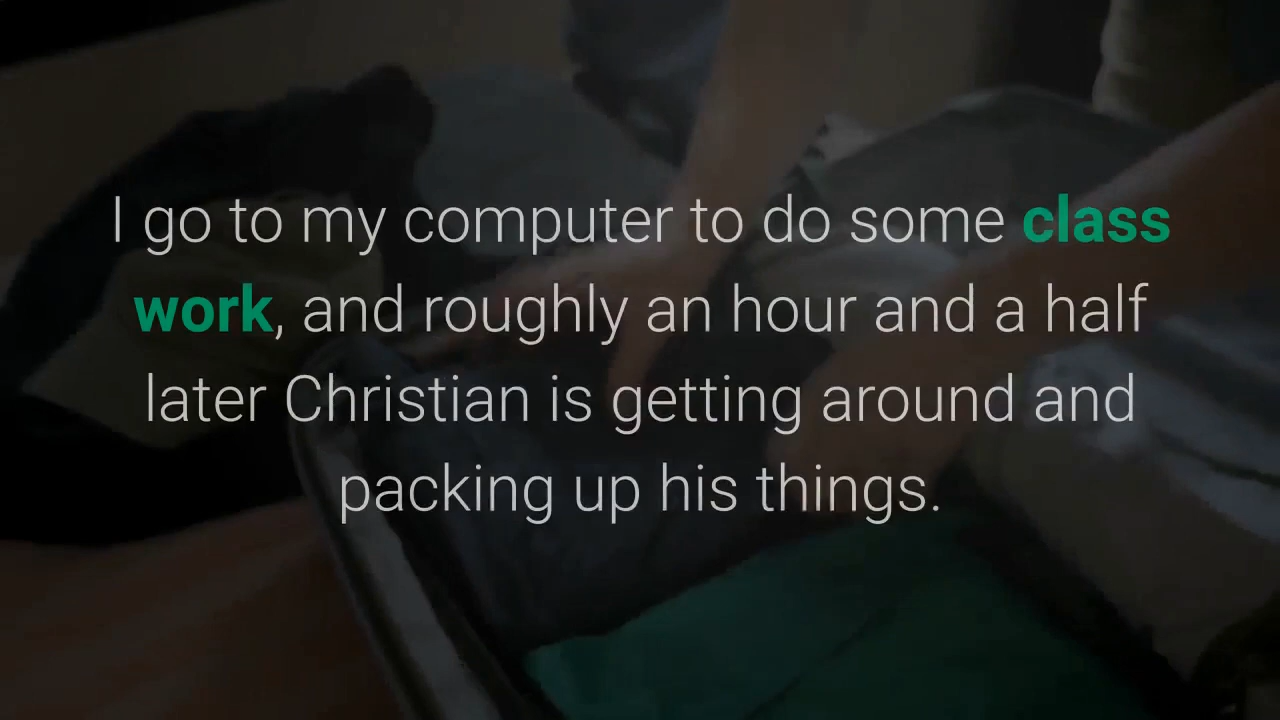 I go to my computer to do some class
work, and roughly an hour and a half
later Christian is getting around and
packing up his things.